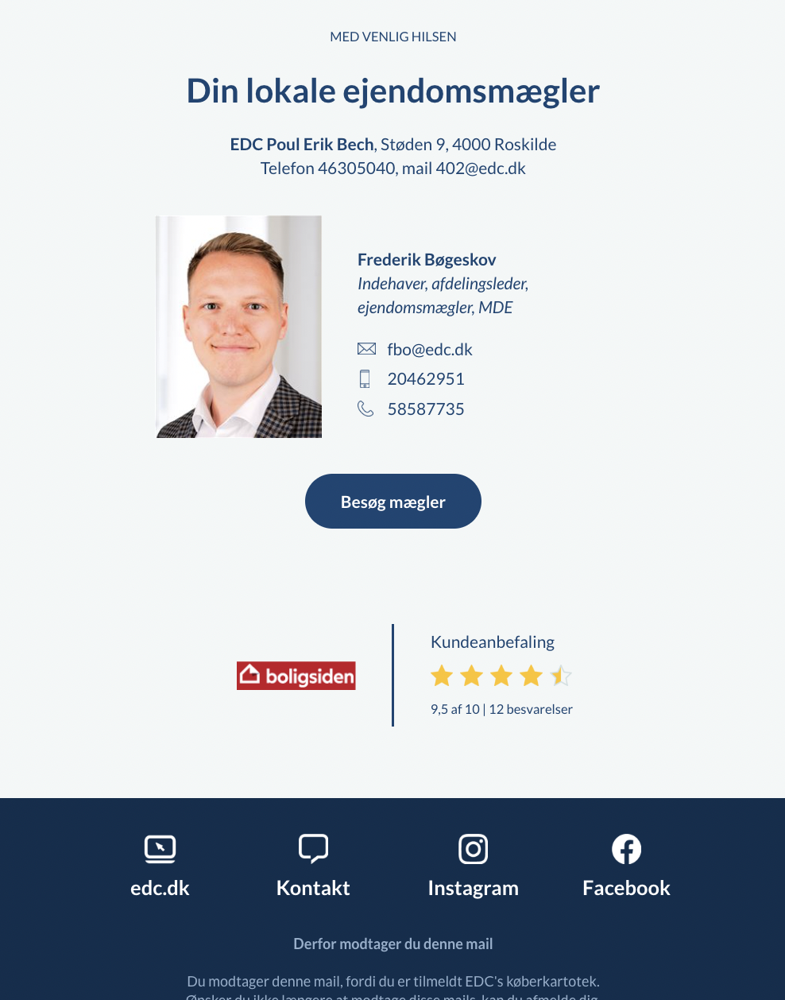 MED VENLIG HILSEN
Din lokale ejendomsmægler
EDC Poul Erik Bech, Støden 9, 4000 Roskilde
Telefon 46305040, mail 402@edc.dk
Frederik Bøgeskov
Indehaver, afdelingsleder,
ejendomsmægler, MDE
fbo@edc.dk
20462951
58587735
Besøg mægler
boligsiden
Kundeanbefaling
9,5 af 10 | 12 besvarelser
edc.dk
Kontakt
Instagram
Facebook
Derfor modtager du denne mail
Du modtager denne mail, fordi du er tilmeldt EDC's køberkartotek.
Ønsker du ikke længere at modtage disse mails, kan du afmelde dig